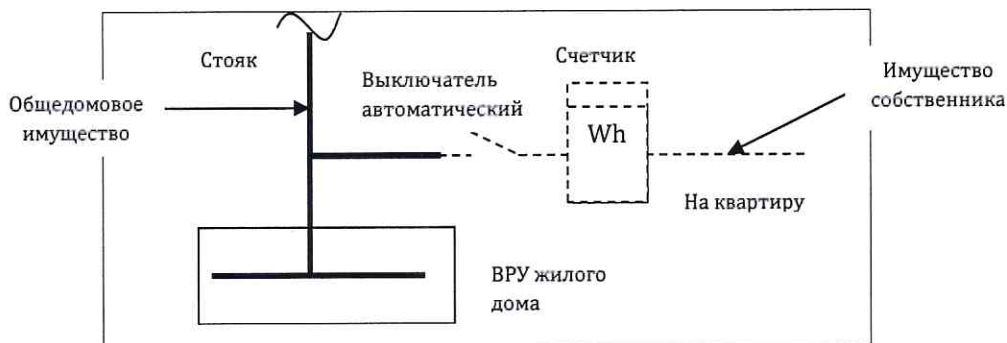 Стояк
Счетчик
Имущество
собственника
Выключатель
автоматический
Общедомовое
имущество
Wh
На квартиру
ВРУ жилого
дома